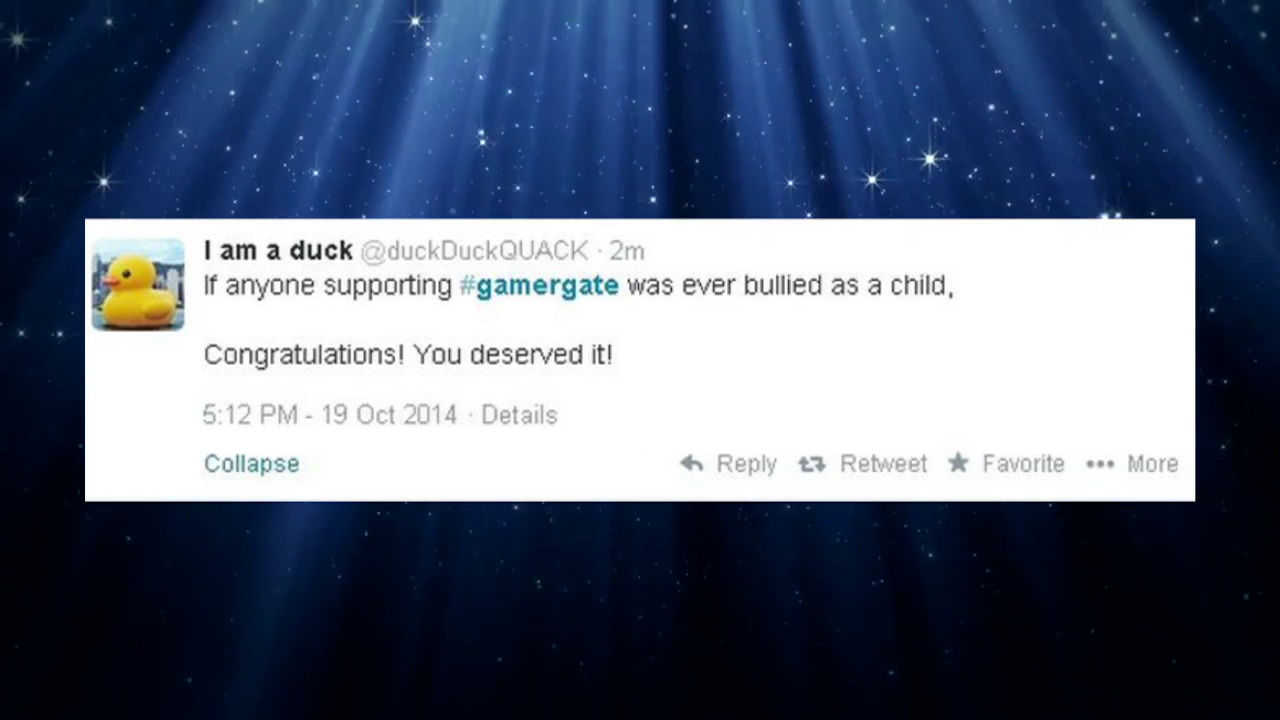 I am a duck @duckDuckQUACK · 2m
If anyone supporting #gamergate was ever bullied as a child,
Congratulations! You deserved it!
5:12 PM - 19 Oct 2014 · Details
Collapse Reply Retweet Favorite ••• More